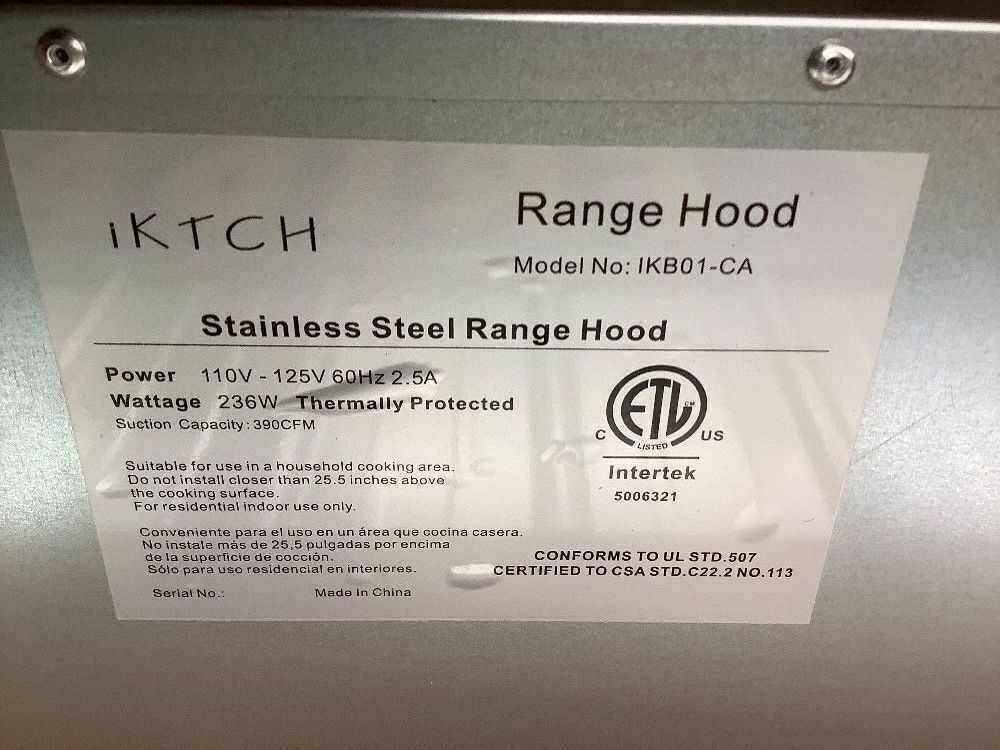 iKTCH
Range Hood
Model No: IKB01-CA
Stainless Steel Range Hood
Power 110V - 125V 60Hz 2.5A
Wattage 236W Thermally Protected
Suction Capacity: 390CFM
ETL CM
C US
LISTED
Intertek
5006321
Suitable for use in a household cooking area.
Do not install closer than 25.5 inches above
the cooking surface.
For residential indoor use only.
Conveniente para el uso en un área que cocina casera.
No instale más de 25,5 pulgadas por encima
de la superficie de cocción.
Sólo para uso residencial en interiores.
CONFORMS TO UL STD.507
CERTIFIED TO CSA STD.C22.2 NO.113
Serial No.: Made In China